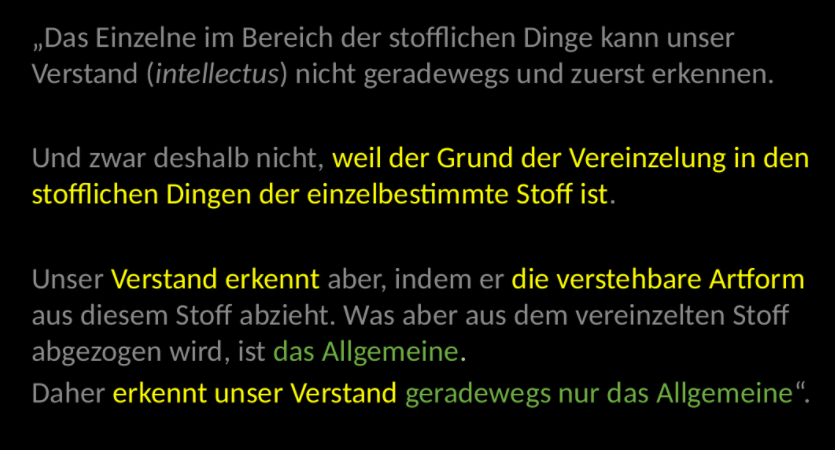 „Das Einzelne im Bereich der stofflichen Dinge kann unser
Verstand (intellectus) nicht geradewegs und zuerst erkennen.
Und zwar deshalb nicht, weil der Grund der Vereinzelung in den
stofflichen Dingen der einzelbestimmte Stoff ist.
Unser Verstand erkennt aber, indem er die verstehbare Artform
aus diesem Stoff abzieht. Was aber aus dem vereinzelten Stoff
abgezogen wird, ist das Allgemeine.
Daher erkennt unser Verstand geradewegs nur das Allgemeine“.